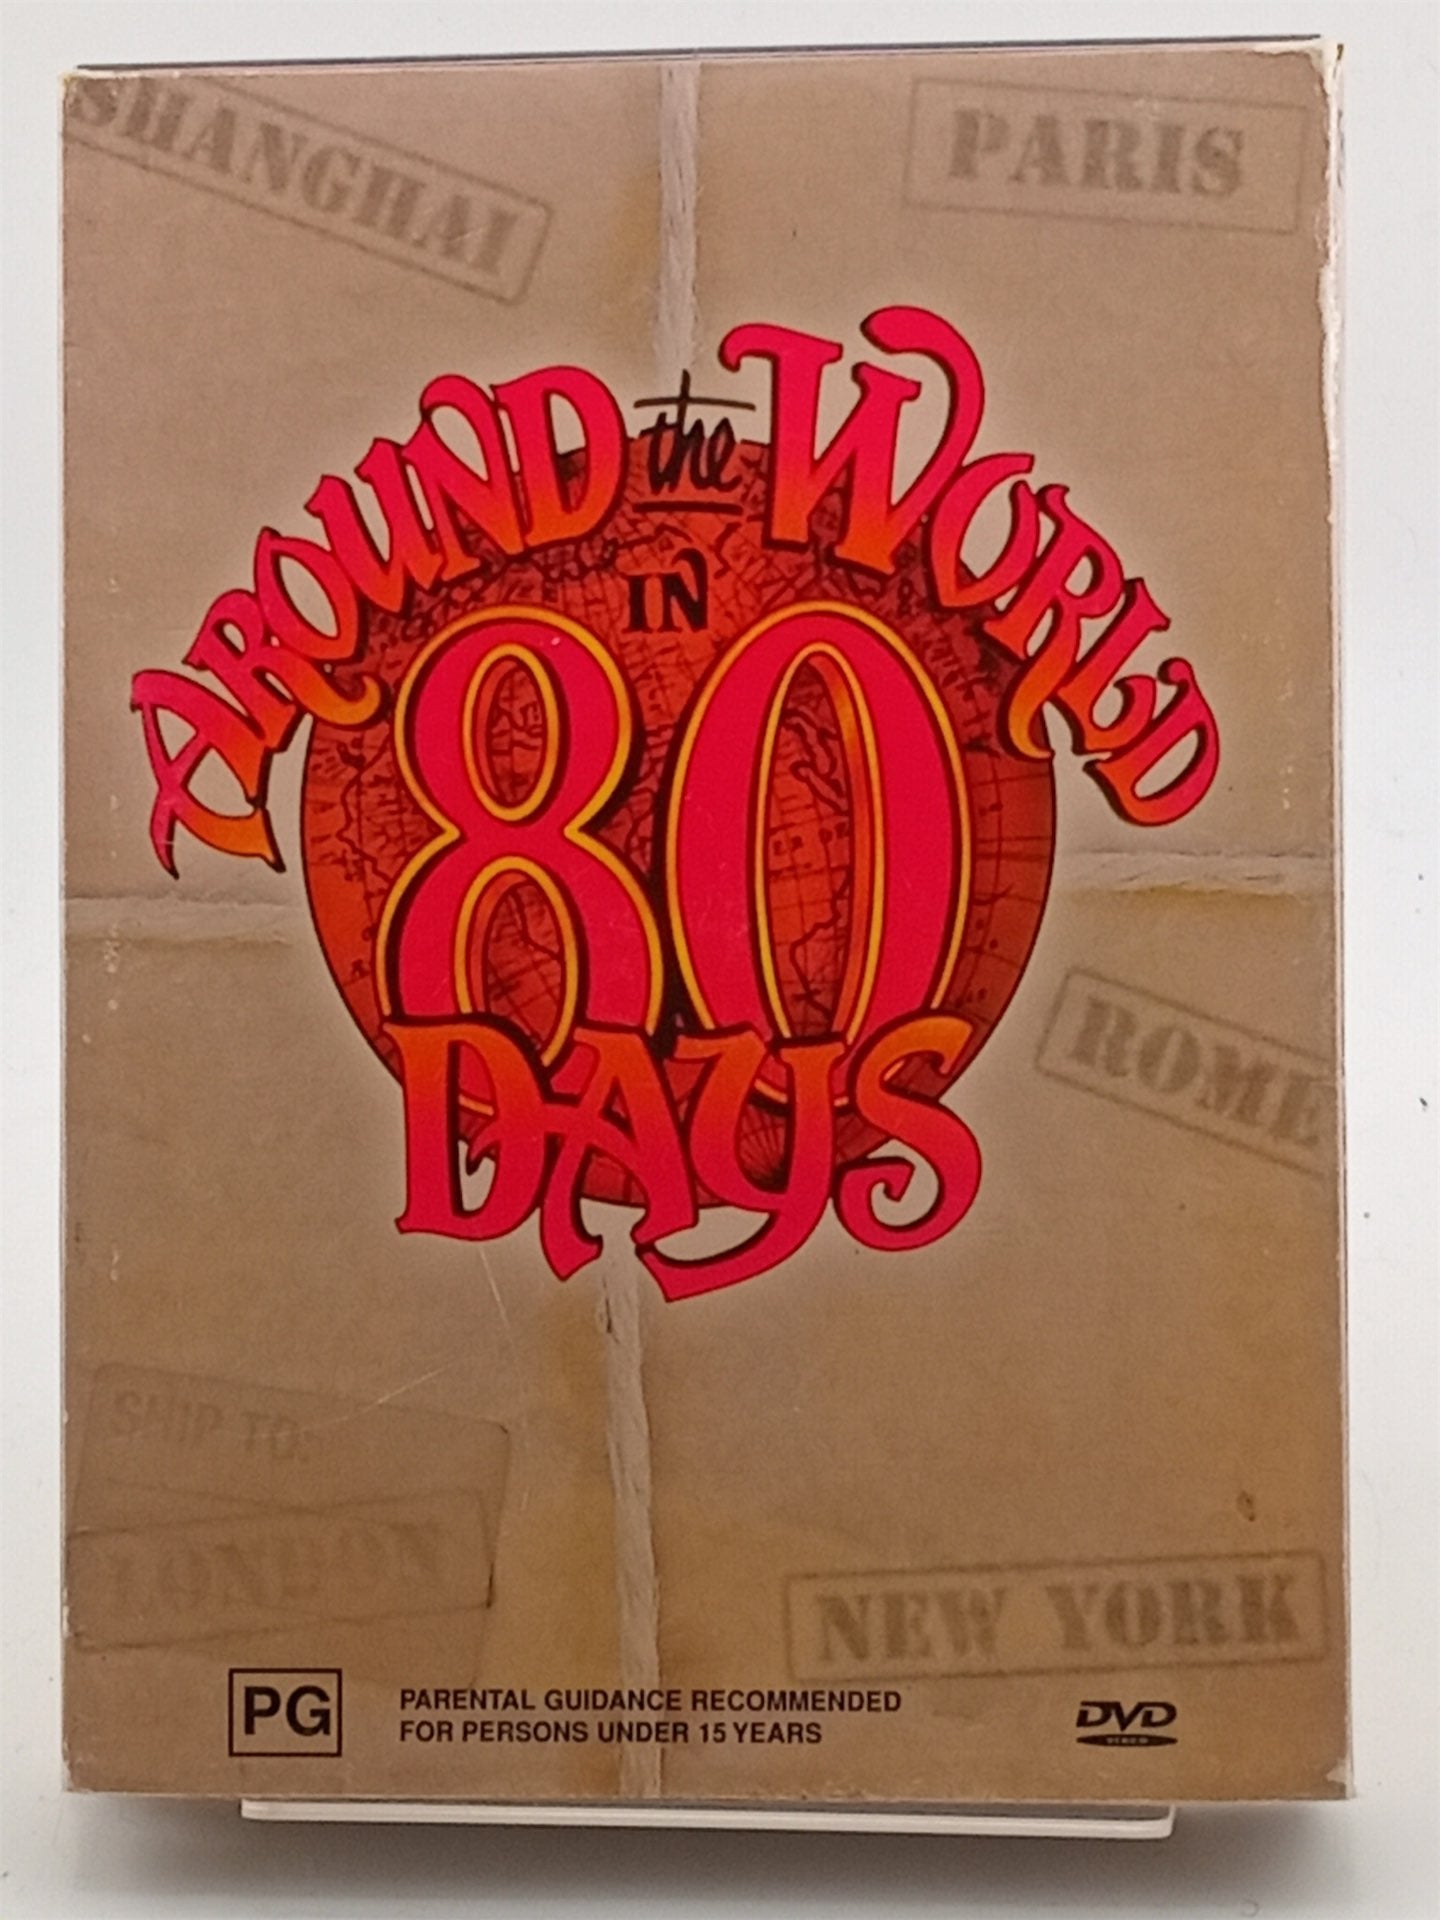 SHANGHAI
PARIS
AROUND the WORLD
IN
80
DAYS
ROME
SHIP TO:
LONDON
NEW YORK
PG
PARENTAL GUIDANCE RECOMMENDED
FOR PERSONS UNDER 15 YEARS
DVD
VIDEO